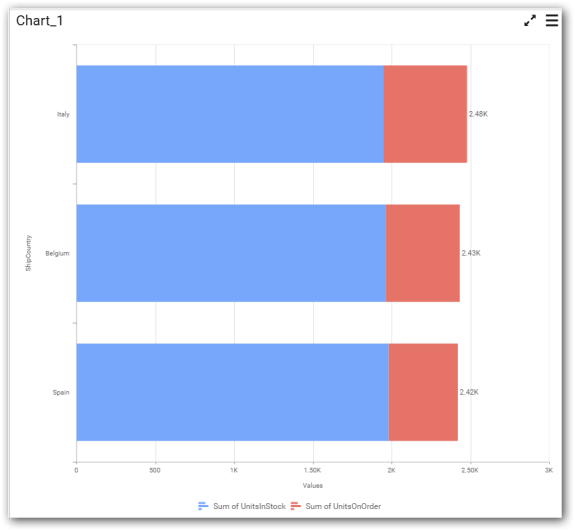 Chart_1
Italy
2.48K
Belgium
2.43K
Spain
2.42K
ShipCountry
0 500 1K 1.50K 2K 2.50K 3K
Values
Sum of UnitsInStock Sum of UnitsOnOrder